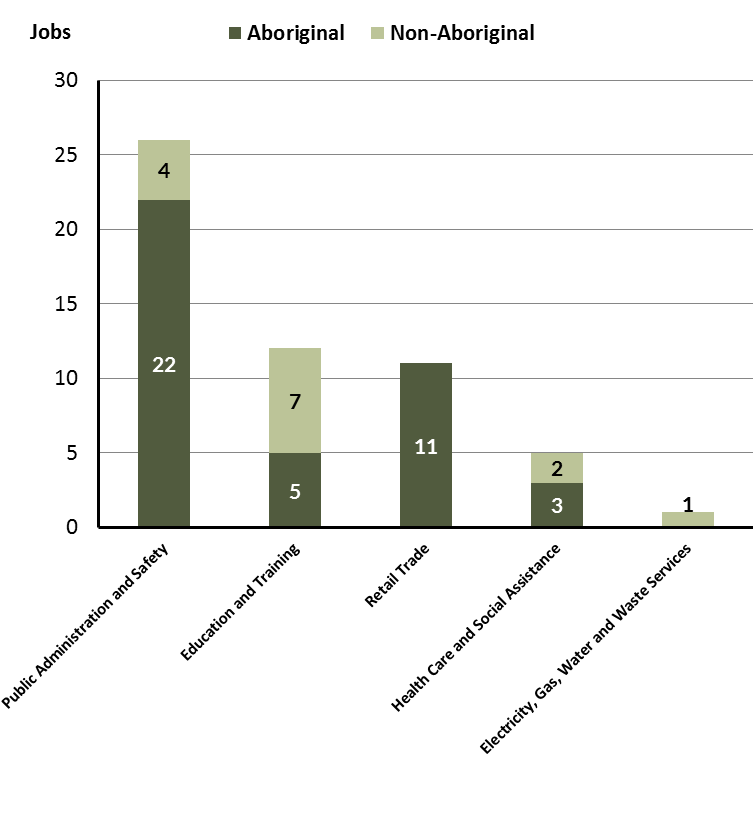 Jobs
Aboriginal Non-Aboriginal
30
25
20
15
10
5
0
4
22
7
5
11
2
3
1
Public Administration and Safety
Education and Training
Retail Trade
Health Care and Social Assistance
Electricity, Gas, Water and Waste Services